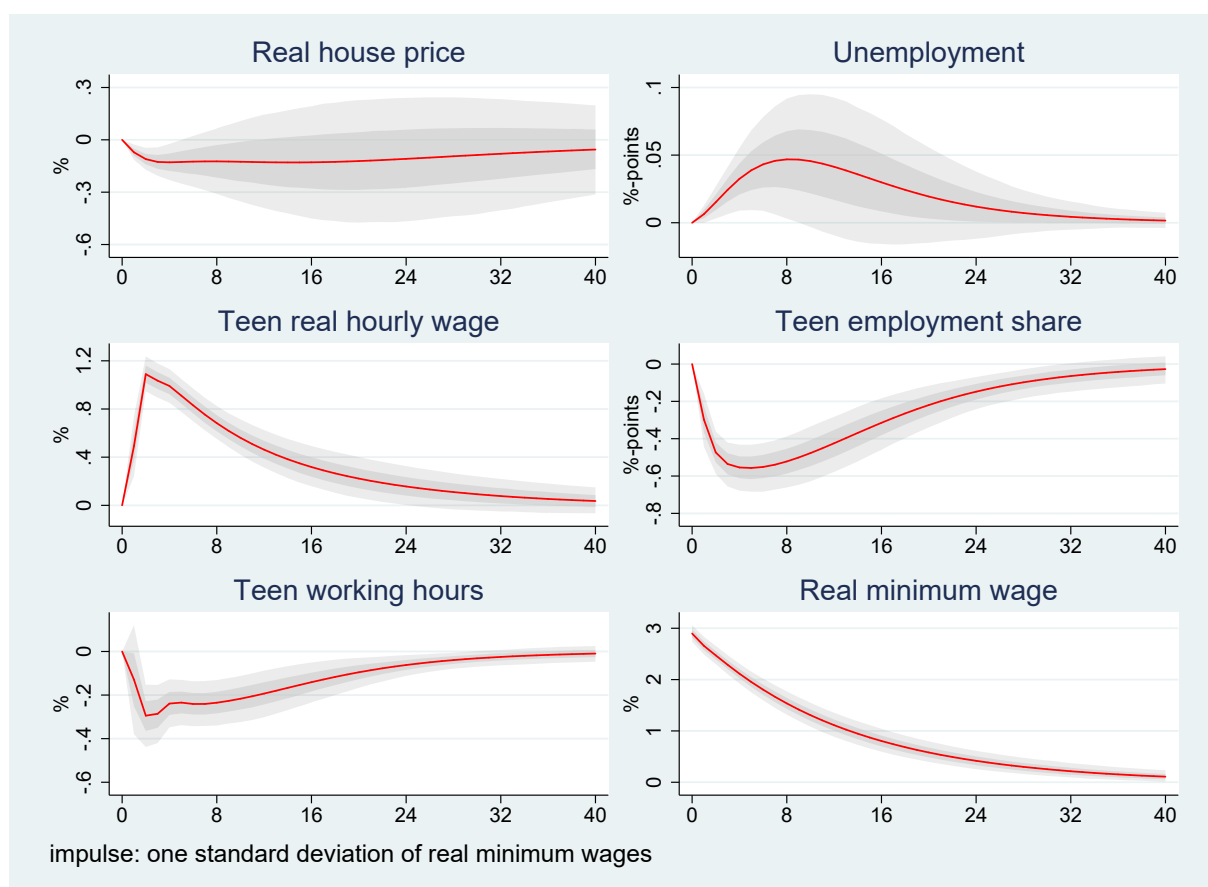 Real house price
Unemployment
%
.3
0
-.3
-.6
0 8 16 24 32 40
%-points
.1
.05
0
0 8 16 24 32 40
Teen real hourly wage
Teen employment share
%
1.2
.8
.4
0
0 8 16 24 32 40
%-points
0
-.2
-.4
-.6
-.8
0 8 16 24 32 40
Teen working hours
Real minimum wage
%
0
-.2
-.4
-.6
0 8 16 24 32 40
%
3
2
1
0
0 8 16 24 32 40
impulse: one standard deviation of real minimum wages